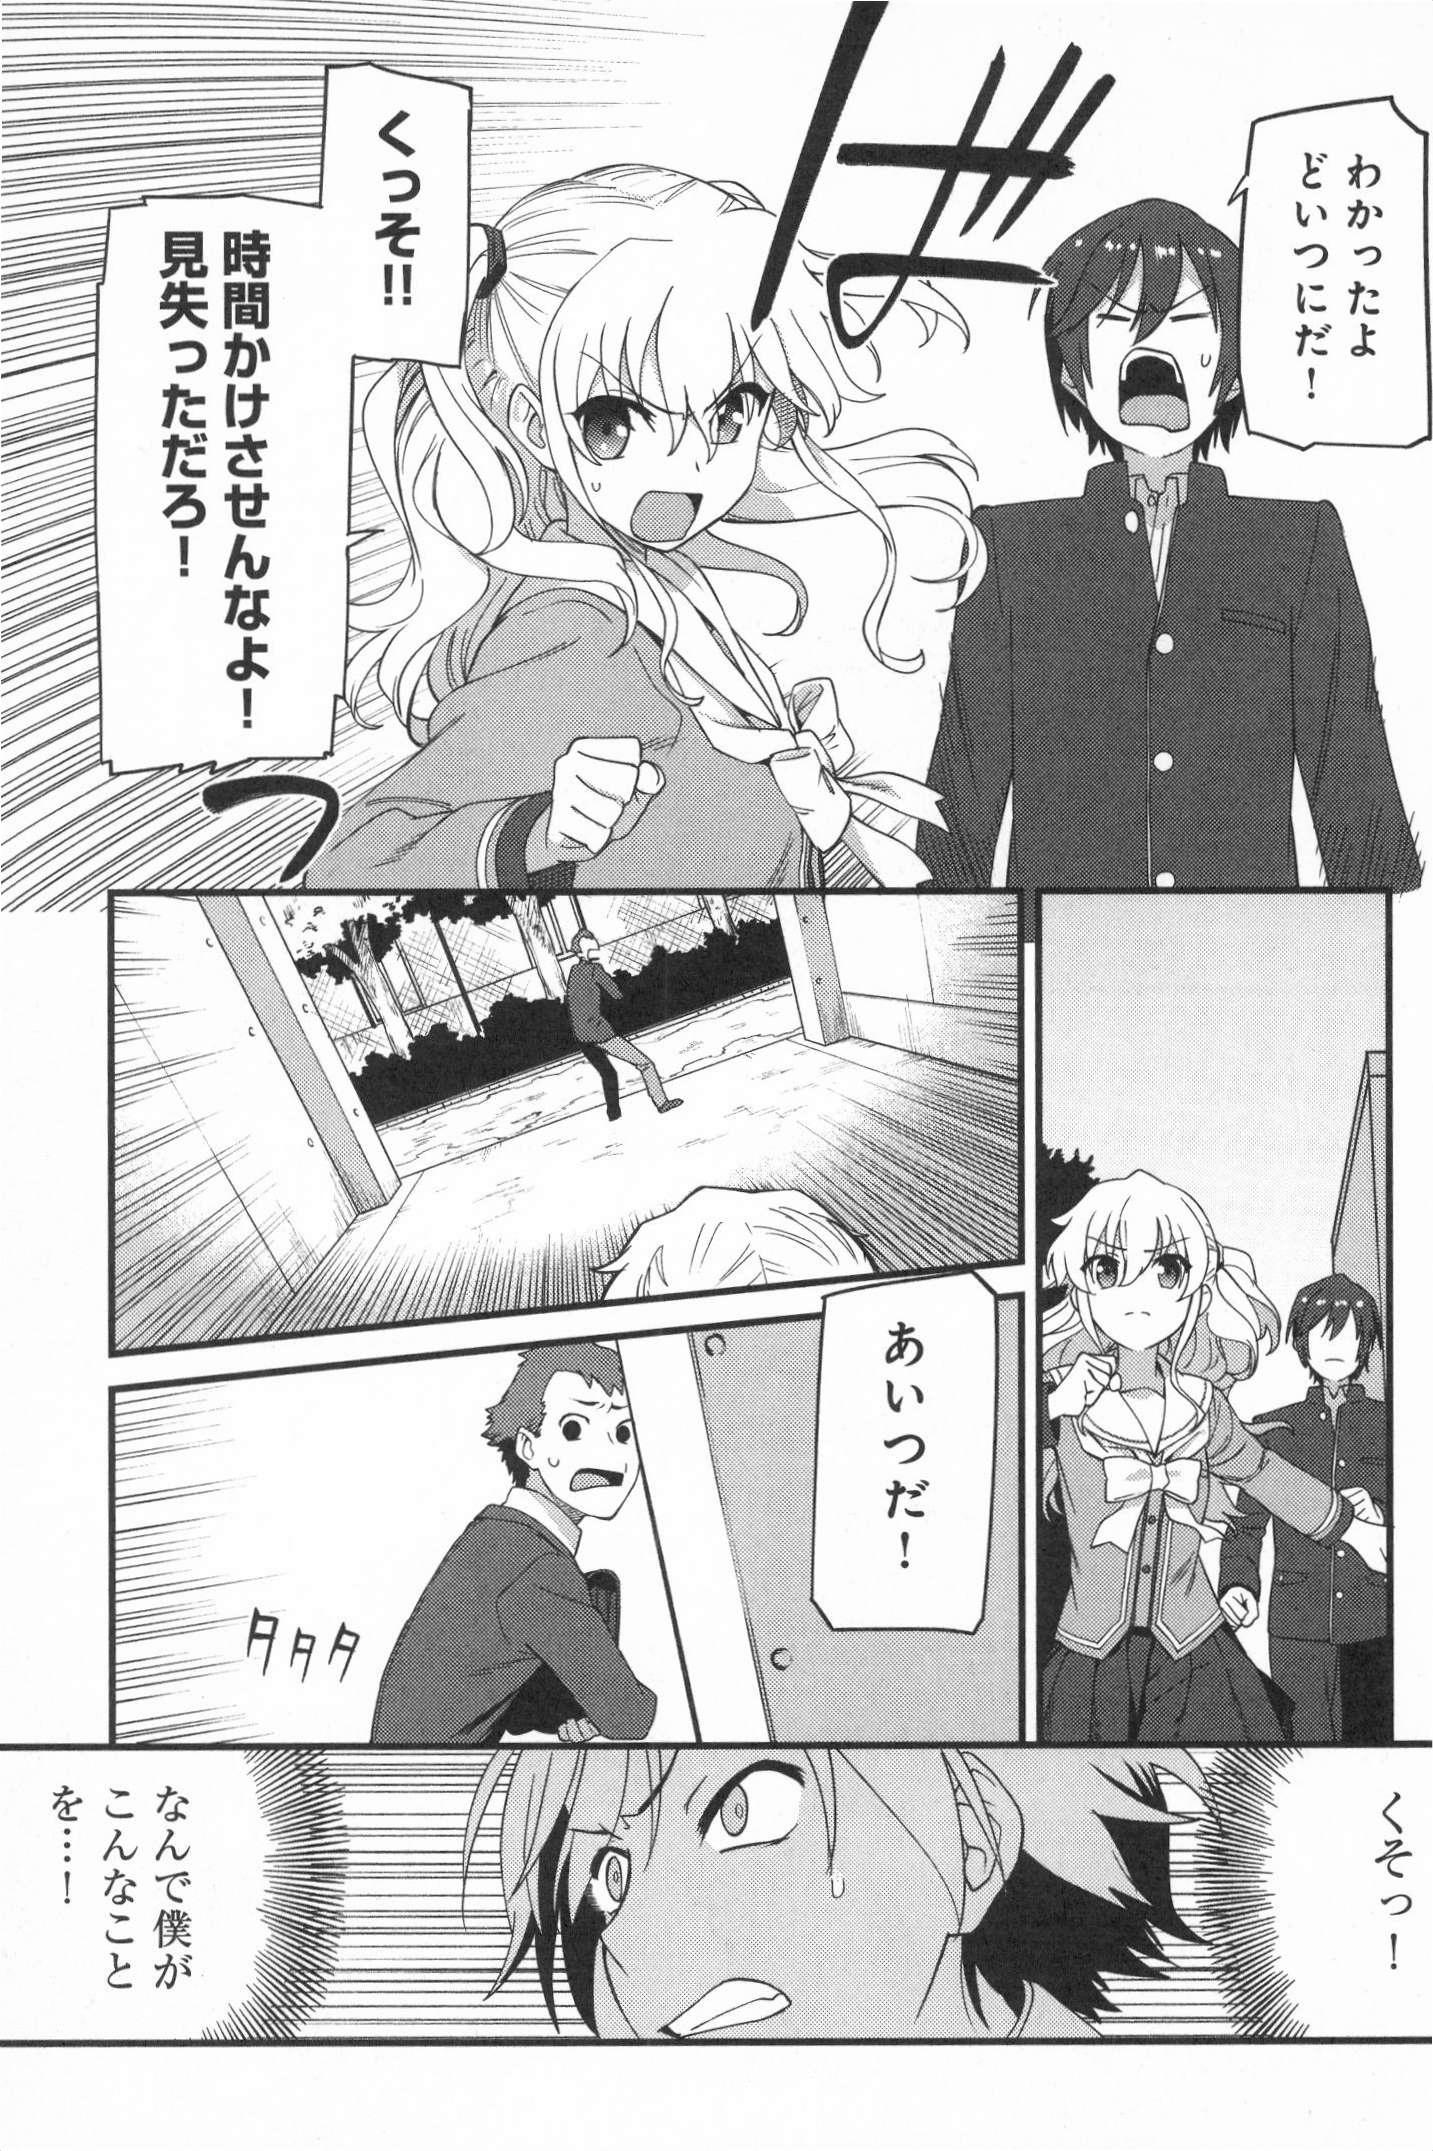 わかったよ
どいつにだ！
ダッ
くっそ!!
時間かけさせんなよ！
見失っただろ！
あいつだ！
タタタ
くそっ！
なんで僕が
こんなこと
を…！